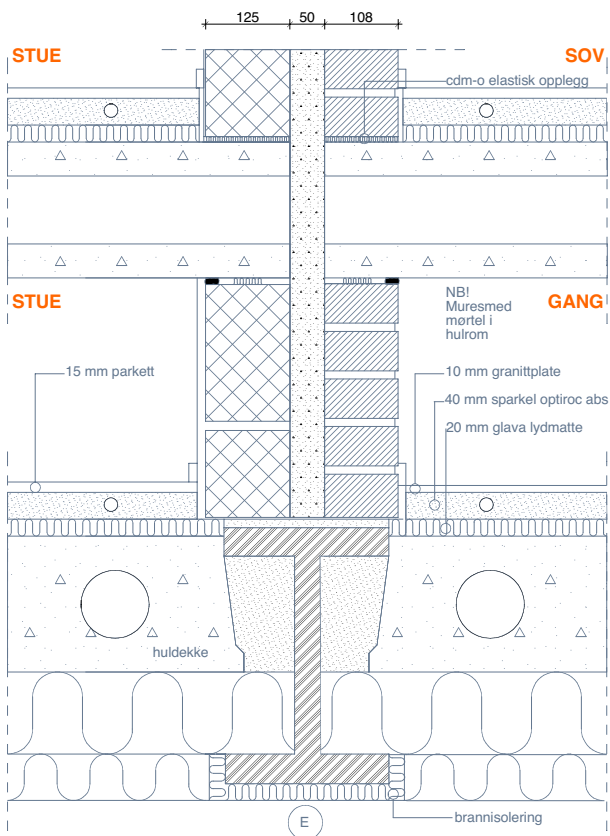 125 50 108
STUE
SOV
cdm-o elastisk opplegg
STUE
NB!
Muresmed
mørtel i
hulrom
GANG
15 mm parkett
10 mm granittplate
40 mm sparkel optiroc abs
20 mm glava lydmatte
huldekke
brannisolering
E